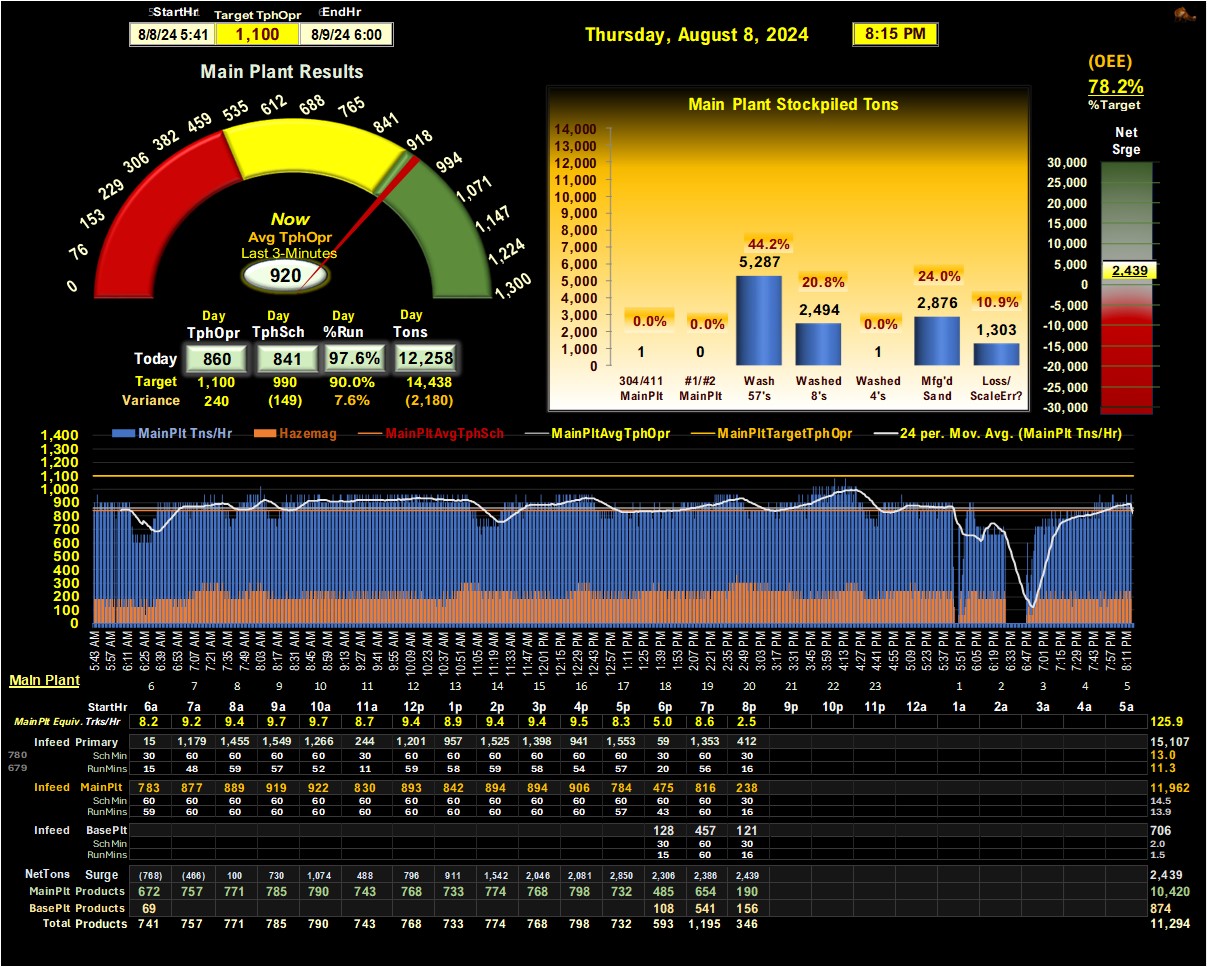 StartHr Target TphOpr EndHr
8/8/24 5:41 1,100 8/9/24 6:00
Thursday, August 8, 2024 8:15 PM
Main Plant Results
0 76 153 229 306 382 459 535 612 688 765 841 918 994 1,071 1,147 1,224 1,300
Now
Avg TphOpr
Last 3-Minutes
920
Day Day Day Day
TphOpr TphSch %Run Tons
Today 860 841 97.6% 12,258
Target 1,100 990 90.0% 14,438
Variance 240 (149) 7.6% (2,180)
Main Plant Stockpiled Tons
14,000
13,000
12,000
11,000
10,000
9,000
8,000
7,000
6,000
5,000
4,000
3,000
2,000
1,000
0
0.0% 0.0% 44.2% 20.8% 0.0% 24.0% 10.9%
1 0 5,287 2,494 1 2,876 1,303
304/411 #1/#2 Wash Washed Washed Mfg'd Loss/
MainPlt MainPlt 57's 8's 4's Sand ScaleErr?
(OEE)
78.2%
%Target
Net
Srge
30,000
25,000
20,000
15,000
10,000
5,000
0
-5,000
-10,000
-15,000
-20,000
-25,000
-30,000
2,439
MainPlt Tns/Hr Hazemag MainPltAvgTphSch MainPltAvgTphOpr MainPltTargetTphOpr 24 per. Mov. Avg. (MainPlt Tns/Hr)
1,400
1,300
1,200
1,100
1,000
900
800
700
600
500
400
300
200
100
0
5:43 AM 5:57 AM 6:11 AM 6:25 AM 6:39 AM 6:53 AM 7:07 AM 7:21 AM 7:35 AM 7:49 AM 8:03 AM 8:17 AM 8:31 AM 8:45 AM 8:59 AM 9:13 AM 9:27 AM 9:41 AM 9:55 AM 10:09 AM 10:23 AM 10:37 AM 10:51 AM 11:05 AM 11:19 AM 11:33 AM 11:47 AM 12:01 PM 12:15 PM 12:29 PM 12:43 PM 12:57 PM 1:11 PM 1:25 PM 1:39 PM 1:53 PM 2:07 PM 2:21 PM 2:35 PM 2:49 PM 3:03 PM 3:17 PM 3:31 PM 3:45 PM 3:59 PM 4:13 PM 4:27 PM 4:41 PM 4:55 PM 5:09 PM 5:23 PM 5:37 PM 5:51 PM 6:05 PM 6:19 PM 6:33 PM 6:47 PM 7:01 PM 7:15 PM 7:29 PM 7:43 PM 7:57 PM 8:11 PM
Main Plant
6 7 8 9 10 11 12 13 14 15 16 17 18 19 20 21 22 23 1 2 3 4 5
StartHr 6a 7a 8a 9a 10a 11a 12p 1p 2p 3p 4p 5p 6p 7p 8p 9p 10p 11p 12a 1a 2a 3a 4a 5a
MainPlt Equiv. Trks/Hr 8.2 9.2 9.4 9.7 9.7 8.7 9.4 8.9 9.4 9.4 9.5 8.3 5.0 8.6 2.5 125.9
Infeed Primary 15 1,179 1,455 1,549 1,266 244 1,201 957 1,525 1,398 941 1,553 59 1,353 412 15,107
780 SchMin 30 60 60 60 60 30 60 60 60 60 60 60 30 60 30 13.0
679 RunMins 15 48 59 57 52 11 59 58 59 58 54 57 20 56 16 11.3
Infeed MainPlt 783 877 889 919 922 830 893 842 894 894 906 784 475 816 238 11,962
SchMin 60 60 60 60 60 60 60 60 60 60 60 60 60 60 30 14.5
RunMins 59 60 60 60 60 60 60 60 60 60 60 57 43 60 16 13.9
Infeed BasePlt 128 457 121 706
SchMin 30 60 30 2.0
RunMins 15 60 16 1.5
NetTons Surge (768) (466) 100 730 1,074 488 796 911 1,542 2,046 2,081 2,850 2,306 2,386 2,439 2,439
MainPlt Products 672 757 771 785 790 743 768 733 774 768 798 732 485 654 190 10,420
BasePlt Products 69 108 541 156 874
Total Products 741 757 771 785 790 743 768 733 774 768 798 732 593 1,195 346 11,294